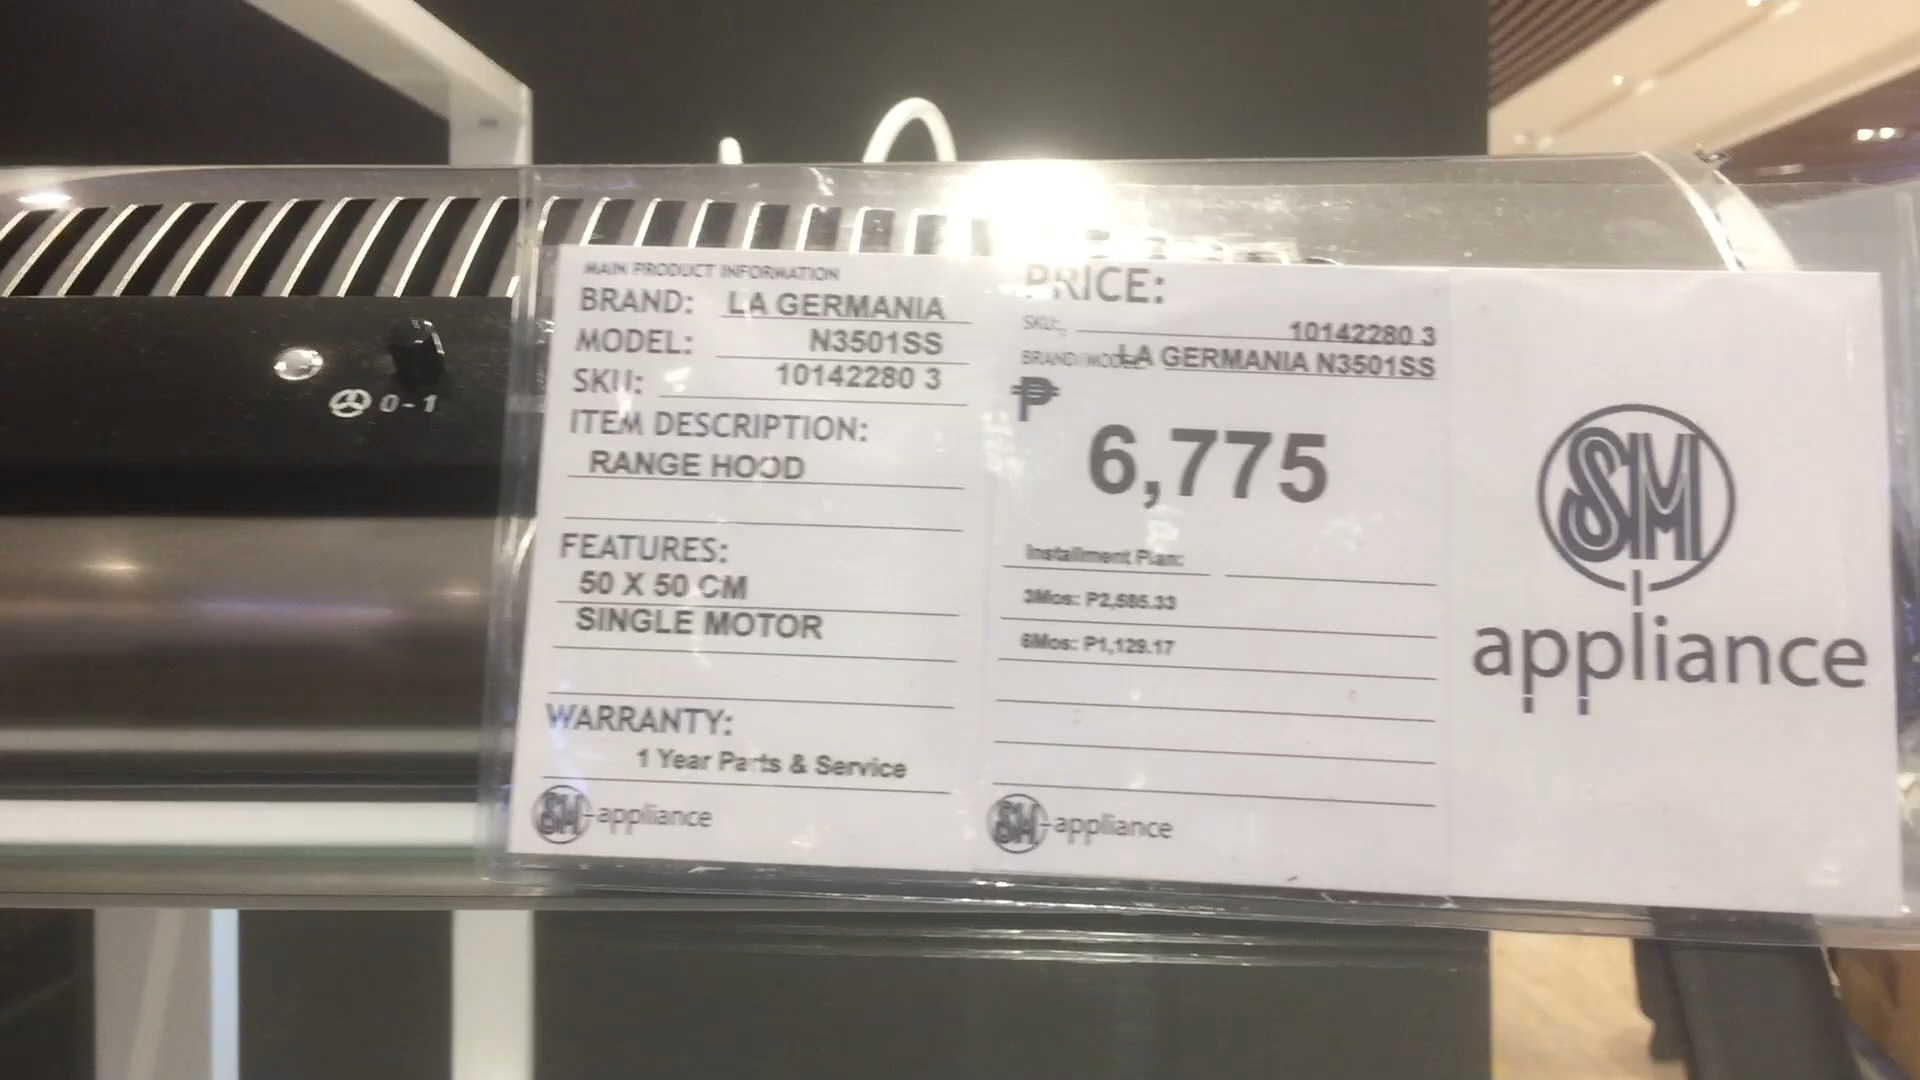 MAIN PRODUCT INFORMATION
BRAND: LA GERMANIA
MODEL: N3501SS
SKU: 10142280 3
ITEM DESCRIPTION:
RANGE HOOD
FEATURES:
50 X 50 CM
SINGLE MOTOR
WARRANTY:
1 Year Parts & Service
SM appliance
PRICE:
SKU: 10142280 3
BRAND/MODEL LA GERMANIA N3501SS
₱
6,775
Installment Plan:
3Mos: P2,585.33
6Mos: P1,129.17
SM appliance
SM
appliance
0-1